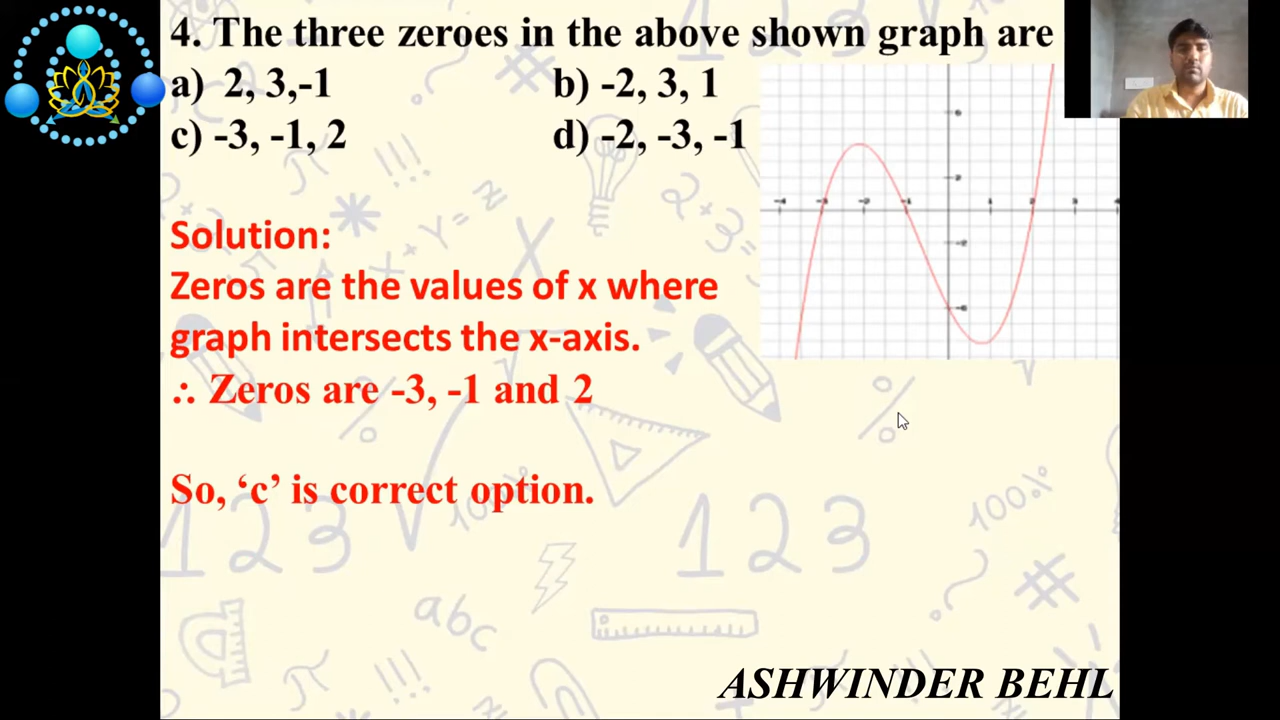 4. The three zeroes in the above shown graph are
a) 2, 3,-1 b) -2, 3, 1
c) -3, -1, 2 d) -2, -3, -1
Solution:
Zeros are the values of x where
graph intersects the x-axis.
∴ Zeros are -3, -1 and 2
So, ‘c’ is correct option.
ASHWINDER BEHL